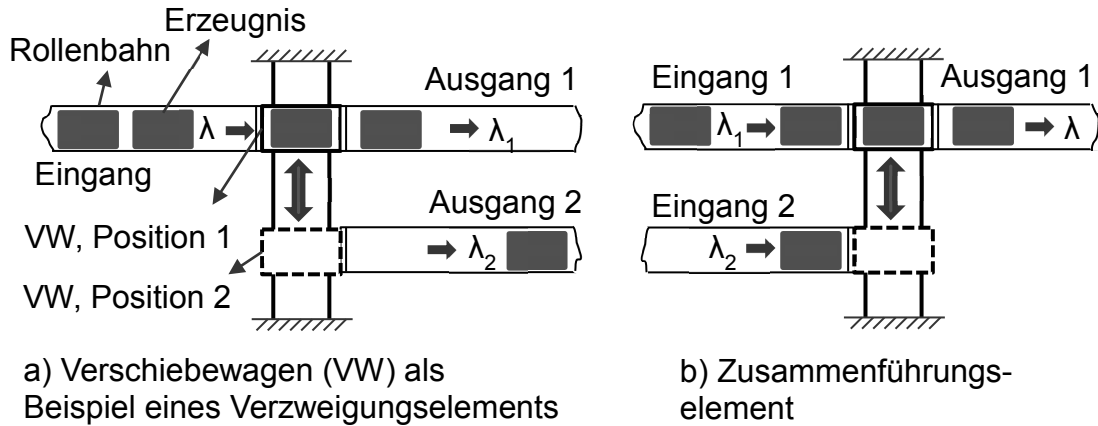 Erzeugnis
Rollenbahn
Ausgang 1
λ
λ₁
Eingang
Ausgang 2
VW, Position 1
λ₂
VW, Position 2
a) Verschiebewagen (VW) als
Beispiel eines Verzweigungselements
Eingang 1
Ausgang 1
λ₁
λ
Eingang 2
λ₂
b) Zusammenführungs-
element